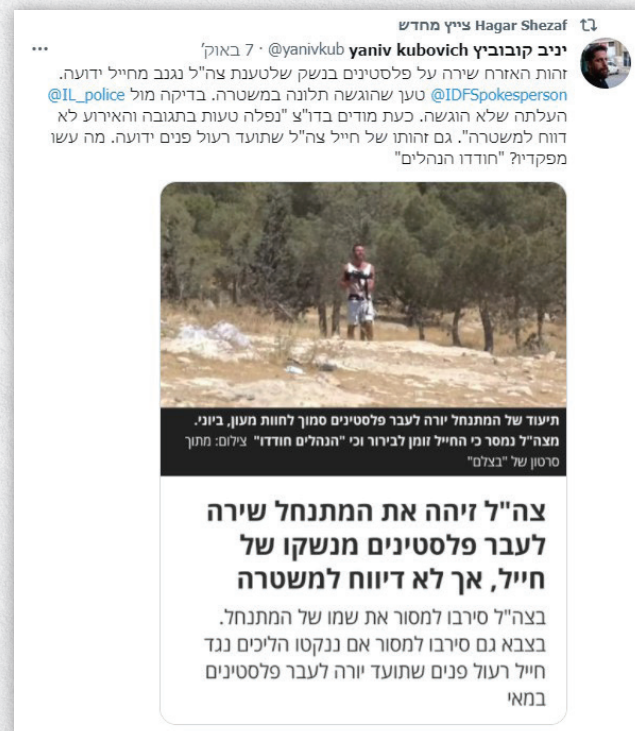 Hagar Shezaf צייץ מחדש
יניב קובוביץ yaniv kubovich @yanivkub · 7 באוק׳
זהות האזרח שירה על פלסטינים בנשק שלטענת צה"ל נגנב מחייל ידועה.
@IDFSpokesperson טען שהוגשה תלונה במשטרה. בדיקה מול @IL_police
העלתה שלא הוגשה. כעת מודים בדו"צ "נפלה טעות בתגובה והאירוע לא
דווח למשטרה". גם זהותו של חייל צה"ל שתועד רעול פנים ידועה. מה עשו
מפקדיו? "חודדו הנהלים"
תיעוד של המתנחל יורה לעבר פלסטינים סמוך לחוות מעון, ביוני.
מצה"ל נמסר כי החייל זומן לבירור וכי "הנהלים חודדו" צילום: מתוך
סרטון של "בצלם"
צה"ל זיהה את המתנחל שירה
לעבר פלסטינים מנשקו של
חייל, אך לא דיווח למשטרה
בצה"ל סירבו למסור את שמו של המתנחל.
בצבא גם סירבו למסור אם ננקטו הליכים נגד
חייל רעול פנים שתועד יורה לעבר פלסטינים
במאי